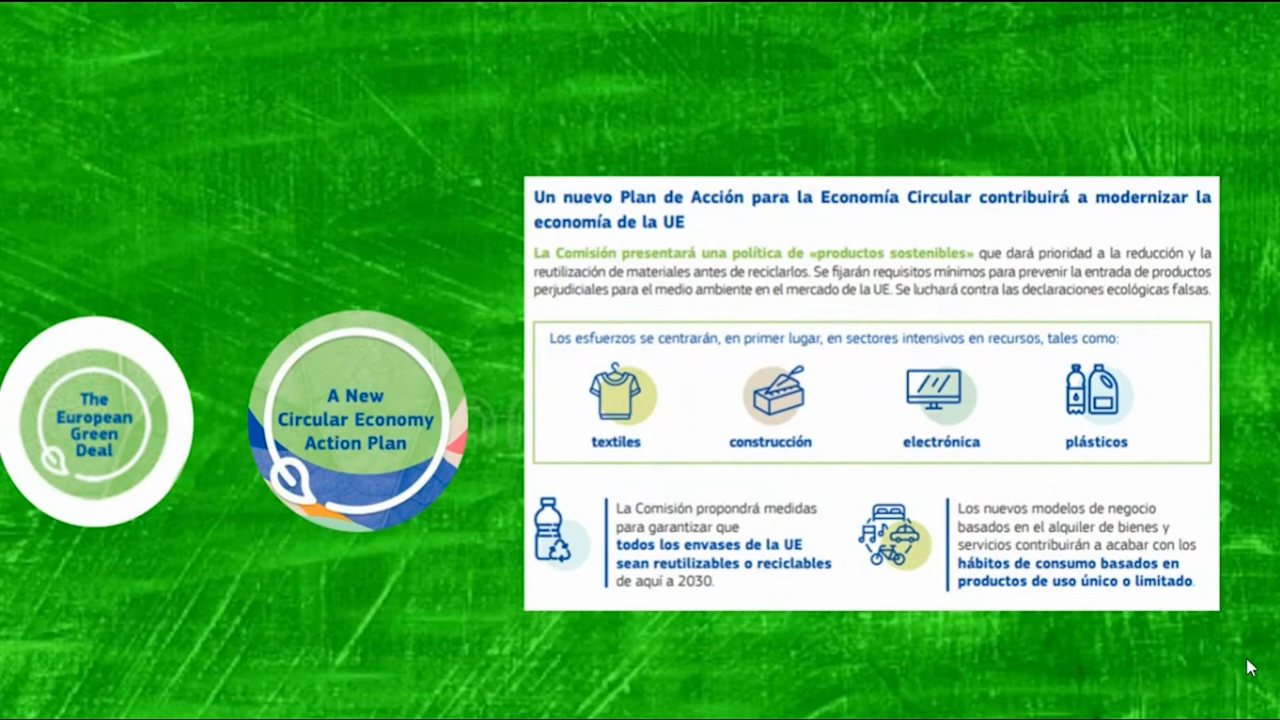 The
European
Green
Deal
A New
Circular Economy
Action Plan
Un nuevo Plan de Acción para la Economía Circular contribuirá a modernizar la
economía de la UE
La Comisión presentará una política de «productos sostenibles» que dará prioridad a la reducción y la
reutilización de materiales antes de reciclarlos. Se fijarán requisitos mínimos para prevenir la entrada de productos
perjudiciales para el medio ambiente en el mercado de la UE. Se luchará contra las declaraciones ecológicas falsas.
Los esfuerzos se centrarán, en primer lugar, en sectores intensivos en recursos, tales como:
textiles
construcción
electrónica
plásticos
La Comisión propondrá medidas
para garantizar que
todos los envases de la UE
sean reutilizables o reciclables
de aquí a 2030.
Los nuevos modelos de negocio
basados en el alquiler de bienes y
servicios contribuirán a acabar con los
hábitos de consumo basados en
productos de uso único o limitado.